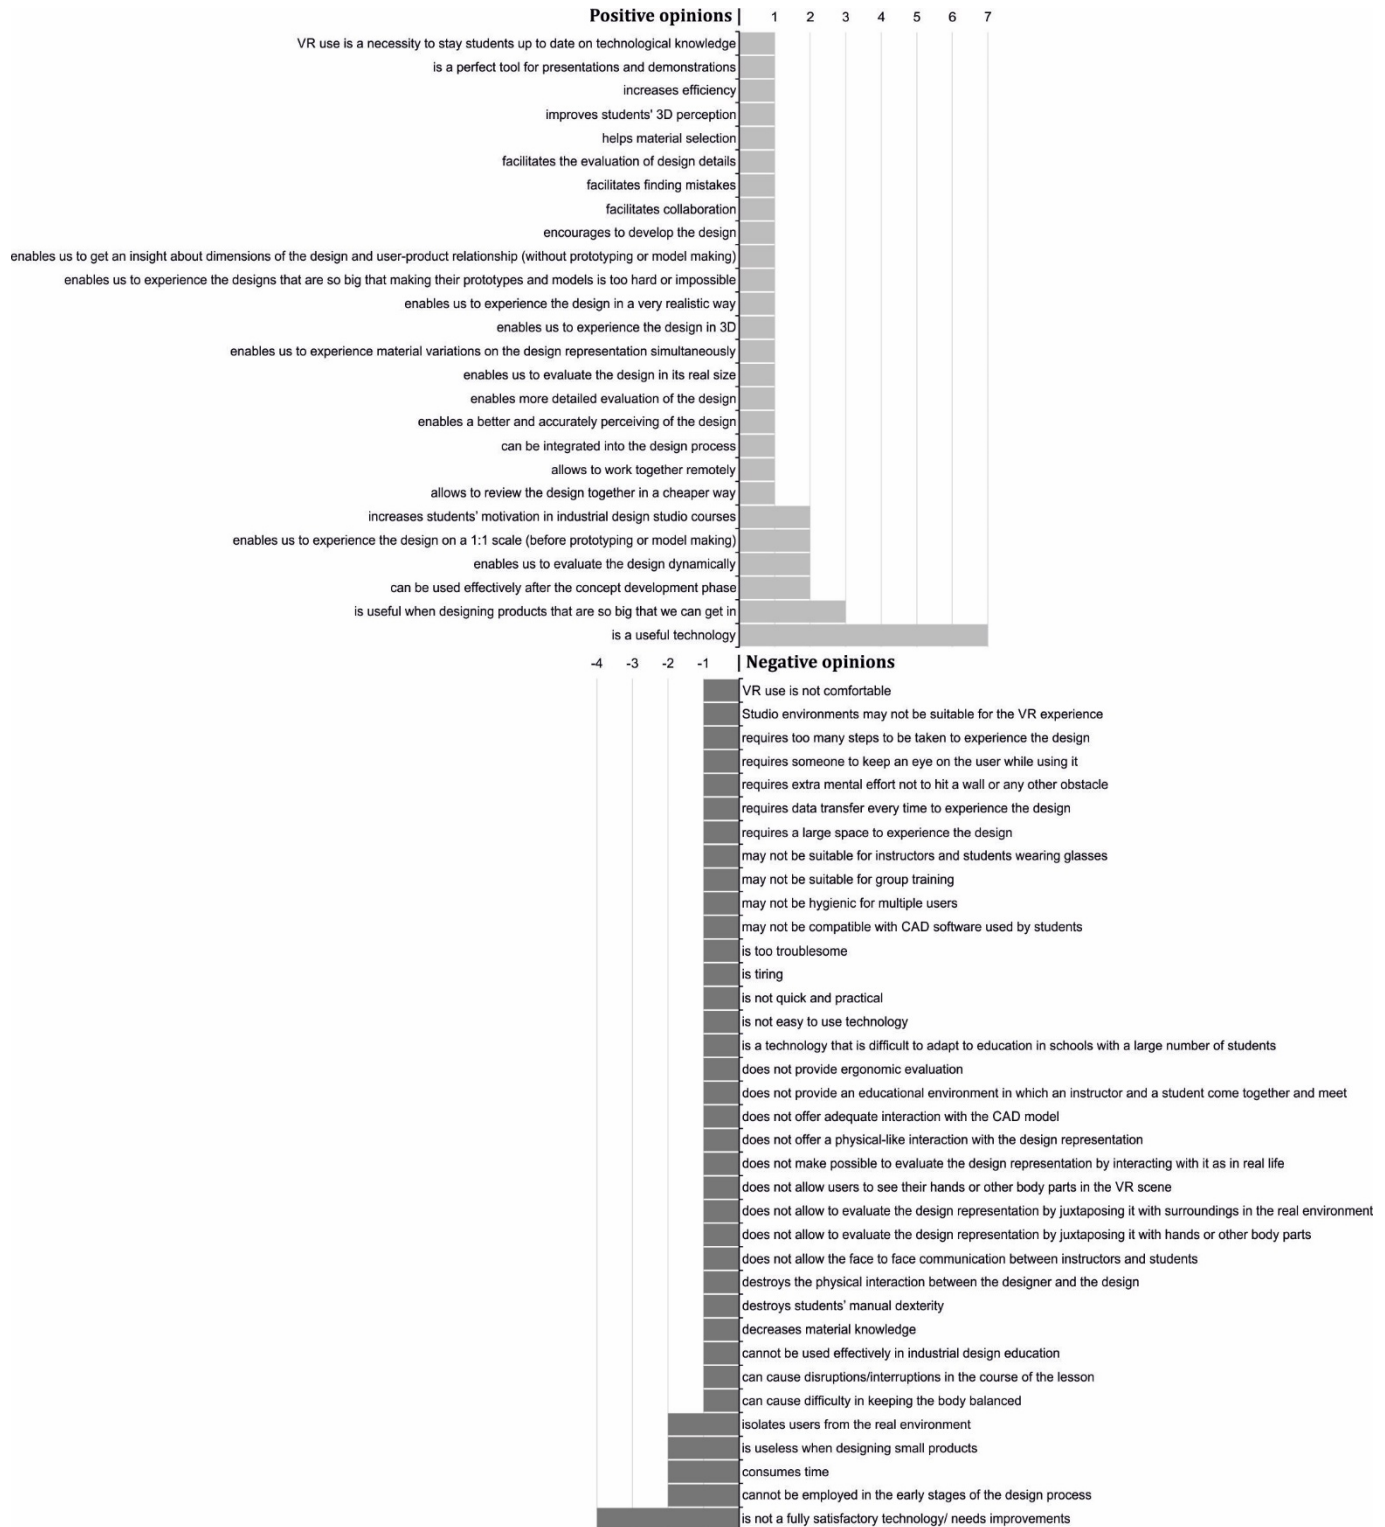 Positive opinions | 1 2 3 4 5 6 7
VR use is a necessity to stay students up to date on technological knowledge
is a perfect tool for presentations and demonstrations
increases efficiency
improves students' 3D perception
helps material selection
facilitates the evaluation of design details
facilitates finding mistakes
facilitates collaboration
encourages to develop the design
enables us to get an insight about dimensions of the design and user-product relationship (without prototyping or model making)
enables us to experience the designs that are so big that making their prototypes and models is too hard or impossible
enables us to experience the design in a very realistic way
enables us to experience the design in 3D
enables us to experience material variations on the design representation simultaneously
enables us to evaluate the design in its real size
enables more detailed evaluation of the design
enables a better and accurately perceiving of the design
can be integrated into the design process
allows to work together remotely
allows to review the design together in a cheaper way
increases students' motivation in industrial design studio courses
enables us to experience the design on a 1:1 scale (before prototyping or model making)
enables us to evaluate the design dynamically
can be used effectively after the concept development phase
is useful when designing products that are so big that we can get in
is a useful technology
-4 -3 -2 -1 | Negative opinions
VR use is not comfortable
Studio environments may not be suitable for the VR experience
requires too many steps to be taken to experience the design
requires someone to keep an eye on the user while using it
requires extra mental effort not to hit a wall or any other obstacle
requires data transfer every time to experience the design
requires a large space to experience the design
may not be suitable for instructors and students wearing glasses
may not be suitable for group training
may not be hygienic for multiple users
may not be compatible with CAD software used by students
is too troublesome
is tiring
is not quick and practical
is not easy to use technology
is a technology that is difficult to adapt to education in schools with a large number of students
does not provide ergonomic evaluation
does not provide an educational environment in which an instructor and a student come together and meet
does not offer adequate interaction with the CAD model
does not offer a physical-like interaction with the design representation
does not make possible to evaluate the design representation by interacting with it as in real life
does not allow users to see their hands or other body parts in the VR scene
does not allow to evaluate the design representation by juxtaposing it with surroundings in the real environment
does not allow to evaluate the design representation by juxtaposing it with hands or other body parts
does not allow the face to face communication between instructors and students
destroys the physical interaction between the designer and the design
destroys students' manual dexterity
decreases material knowledge
cannot be used effectively in industrial design education
can cause disruptions/interruptions in the course of the lesson
can cause difficulty in keeping the body balanced
isolates users from the real environment
is useless when designing small products
consumes time
cannot be employed in the early stages of the design process
is not a fully satisfactory technology/ needs improvements